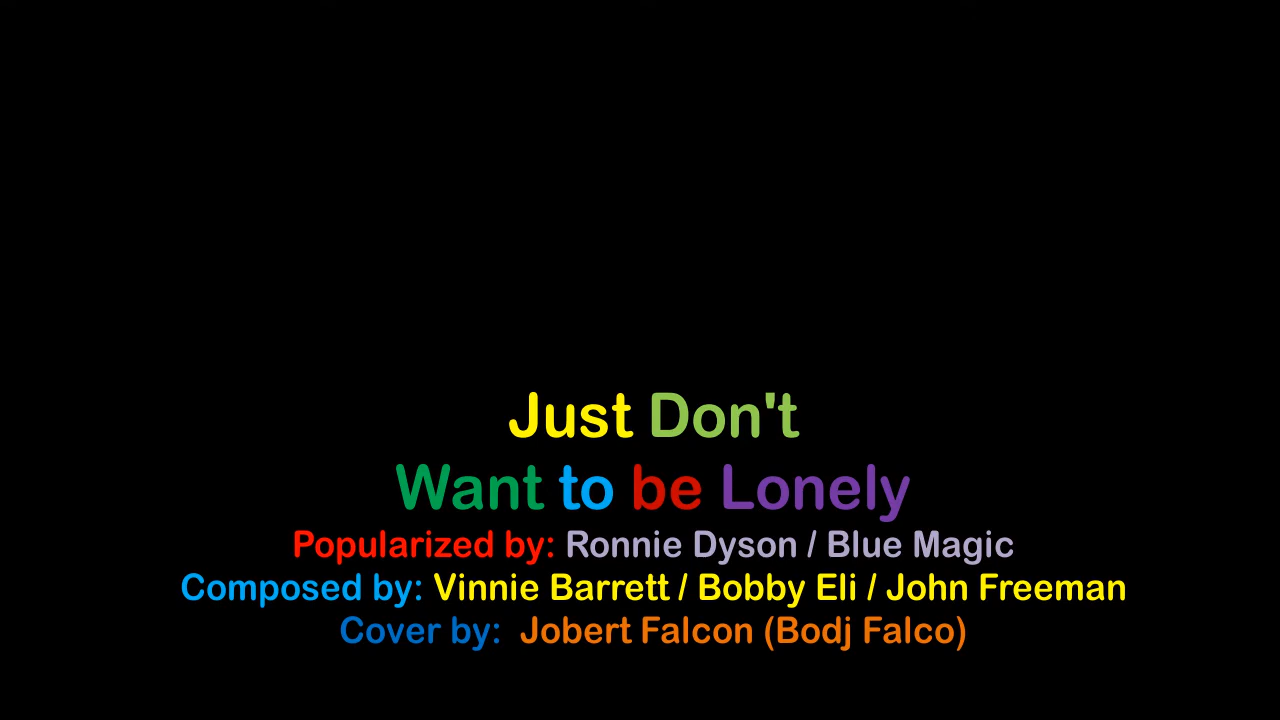 Just Don't
Want to be Lonely
Popularized by: Ronnie Dyson / Blue Magic
Composed by: Vinnie Barrett / Bobby Eli / John Freeman
Cover by: Jobert Falcon (Bodj Falco)